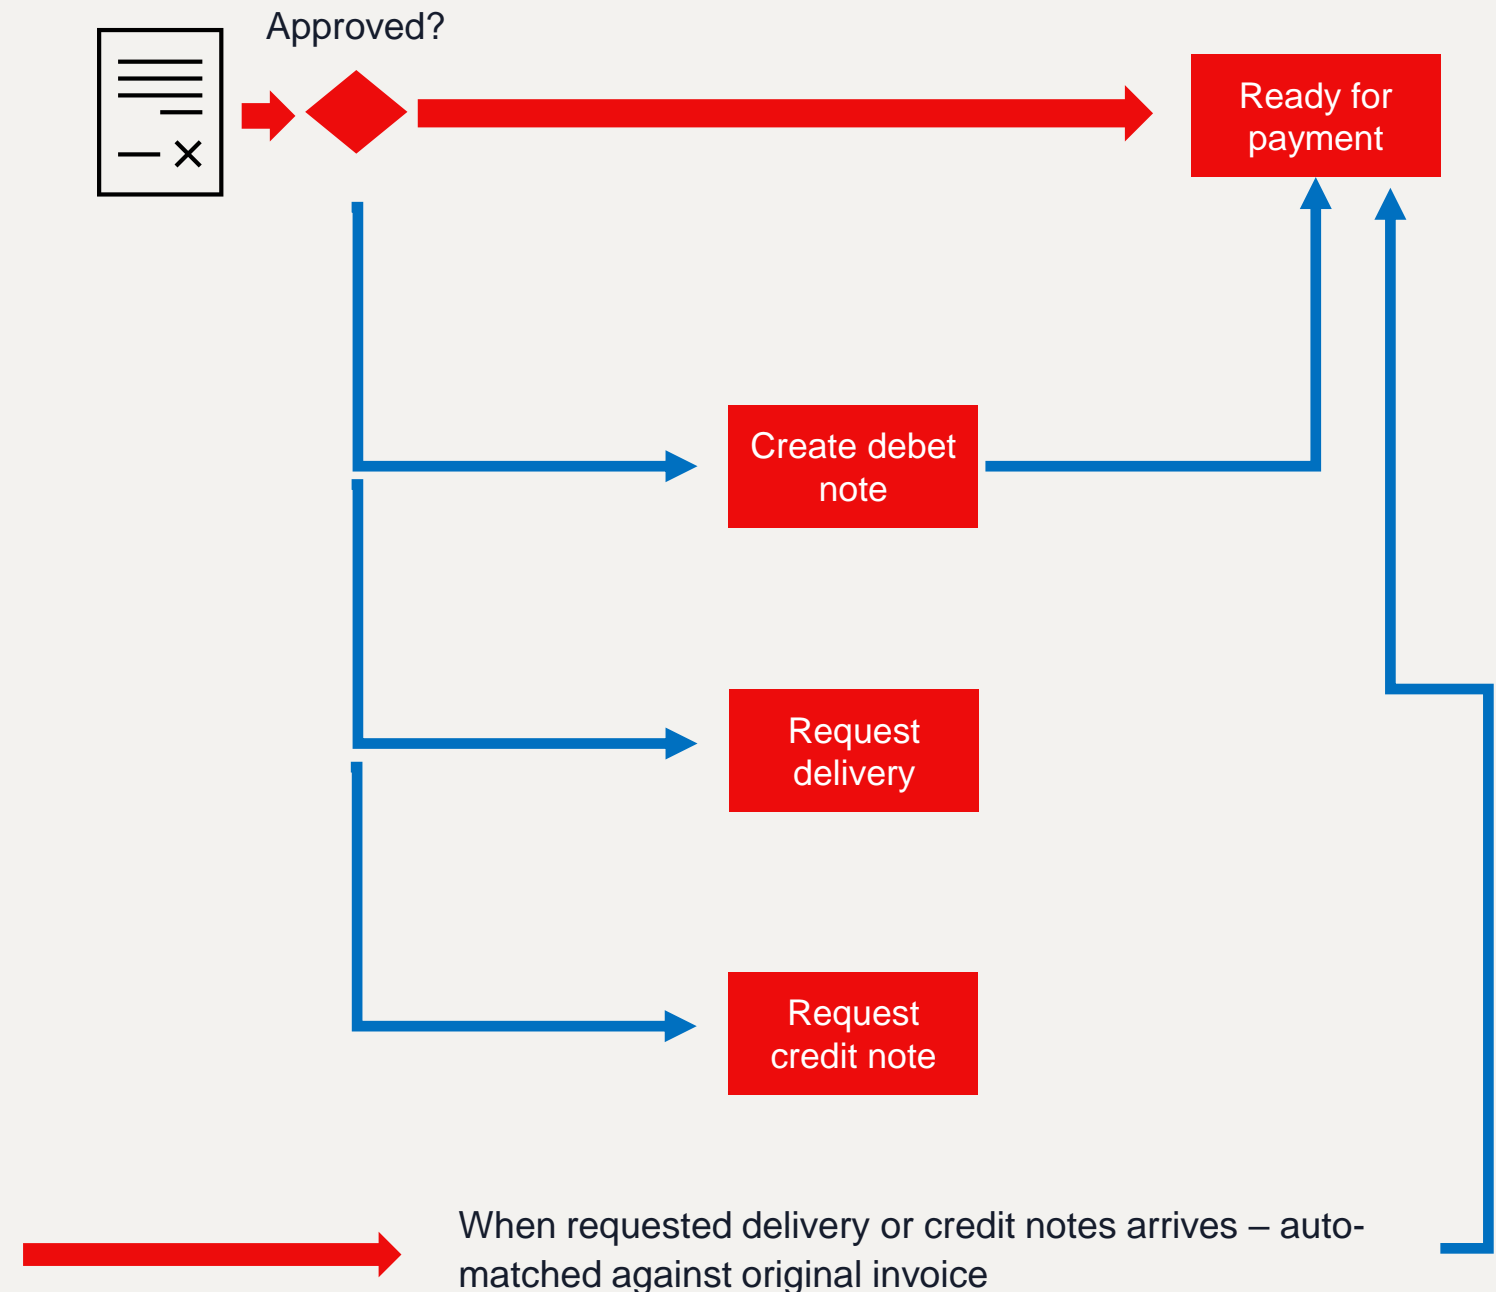 Approved?
Ready for
payment
Create debet
note
Request
delivery
Request
credit note
When requested delivery or credit notes arrives – auto-
matched against original invoice